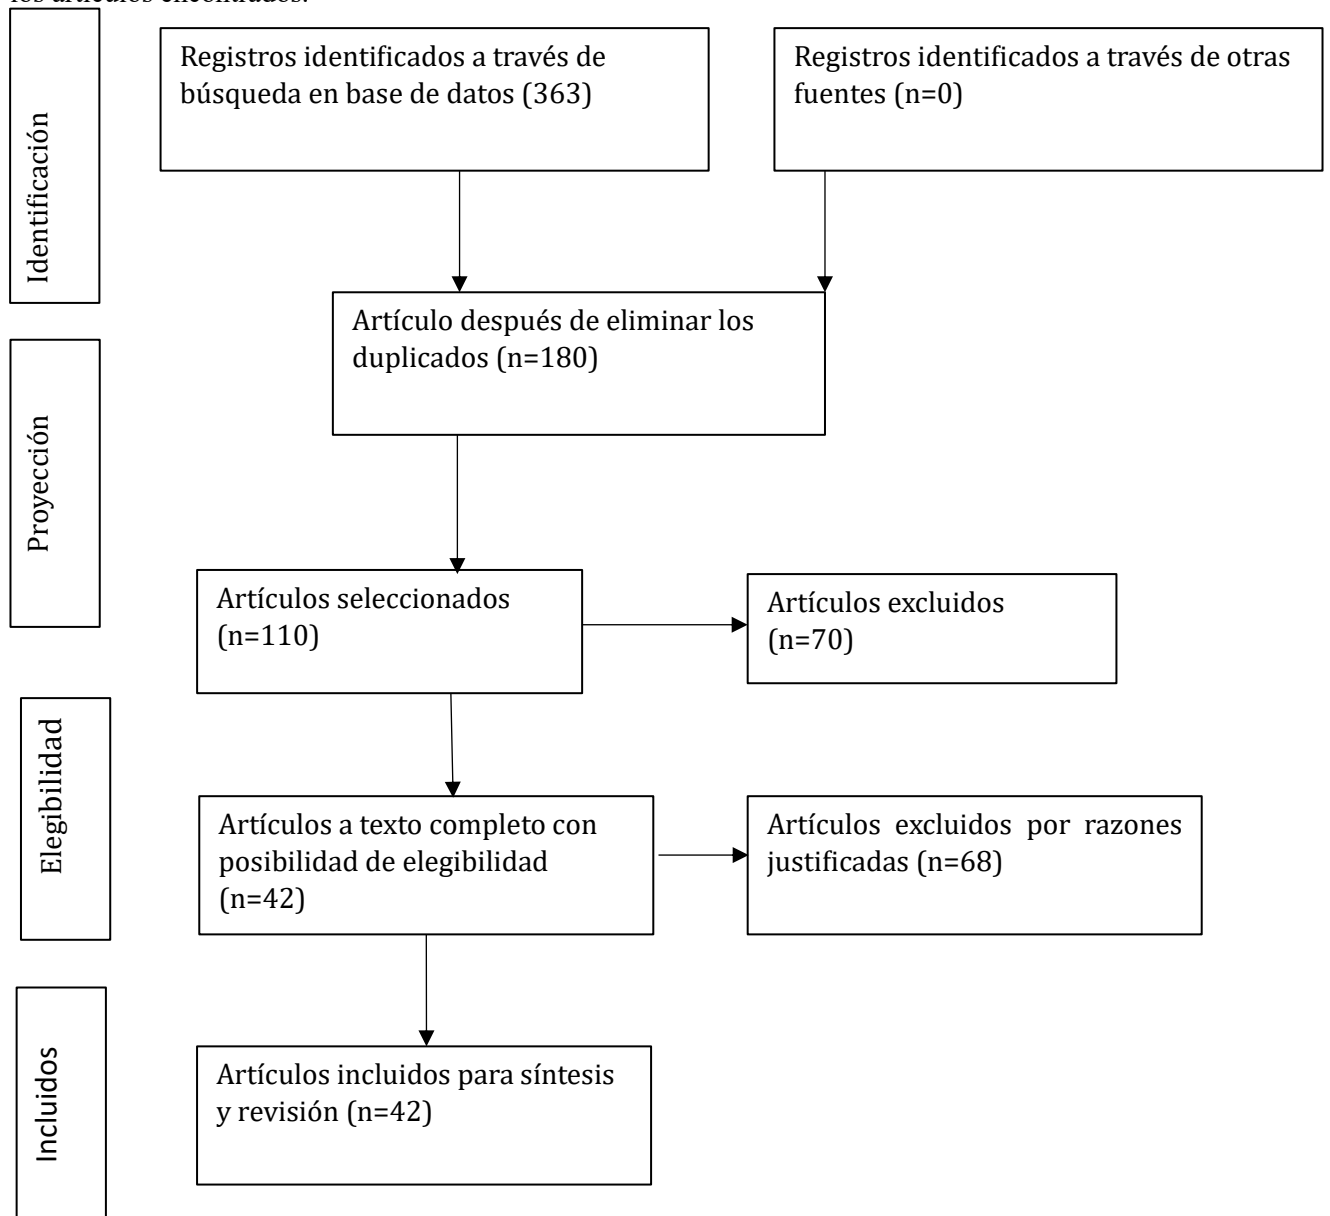 los artículos encontrados.
Identificación
Registros identificados a través de
búsqueda en base de datos (363)
Registros identificados a través de otras
fuentes (n=0)
Artículo después de eliminar los
duplicados (n=180)
Proyección
Artículos seleccionados
(n=110)
Artículos excluidos
(n=70)
Elegibilidad
Artículos a texto completo con
posibilidad de elegibilidad
(n=42)
Artículos excluidos por razones
justificadas (n=68)
Incluidos
Artículos incluidos para síntesis
y revisión (n=42)